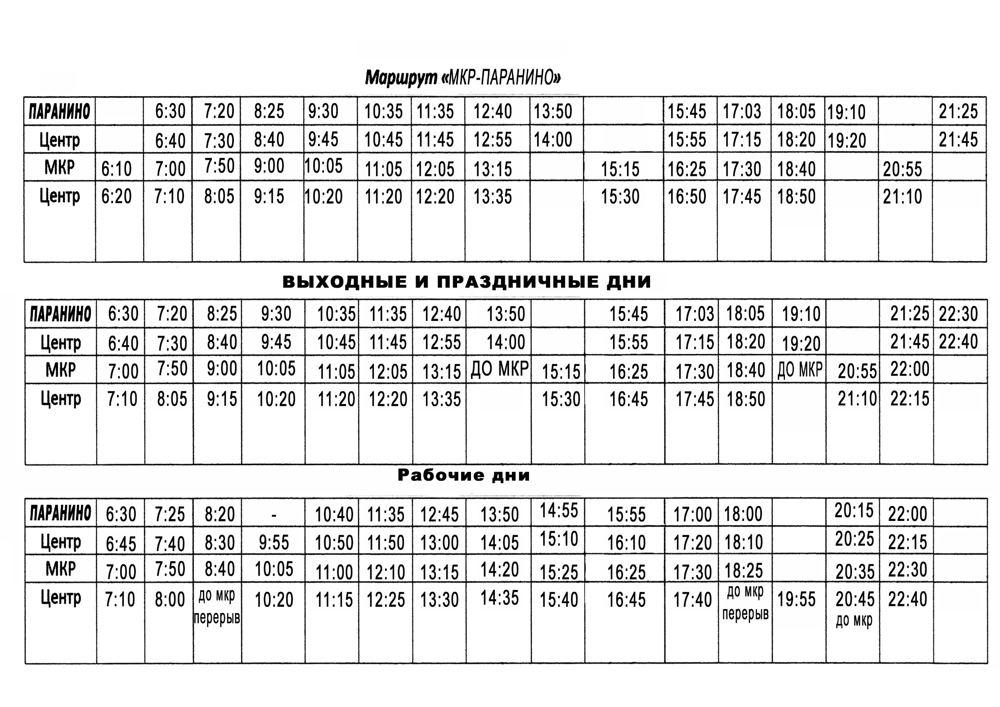 Маршрут «МКР-ПАРАНИНО»
ПАРАНИНО 6:30 7:20 8:25 9:30 10:35 11:35 12:40 13:50 15:45 17:03 18:05 19:10 21:25
Центр 6:40 7:30 8:40 9:45 10:45 11:45 12:55 14:00 15:55 17:15 18:20 19:20 21:45
МКР 6:10 7:00 7:50 9:00 10:05 11:05 12:05 13:15 15:15 16:25 17:30 18:40 20:55
Центр 6:20 7:10 8:05 9:15 10:20 11:20 12:20 13:35 15:30 16:50 17:45 18:50 21:10
ВЫХОДНЫЕ И ПРАЗДНИЧНЫЕ ДНИ
ПАРАНИНО 6:30 7:20 8:25 9:30 10:35 11:35 12:40 13:50 15:45 17:03 18:05 19:10 21:25 22:30
Центр 6:40 7:30 8:40 9:45 10:45 11:45 12:55 14:00 15:55 17:15 18:20 19:20 21:45 22:40
МКР 7:00 7:50 9:00 10:05 11:05 12:05 13:15 ДО МКР 15:15 16:25 17:30 18:40 ДО МКР 20:55 22:00
Центр 7:10 8:05 9:15 10:20 11:20 12:20 13:35 15:30 16:45 17:45 18:50 21:10 22:15
Рабочие дни
ПАРАНИНО 6:30 7:25 8:20 - 10:40 11:35 12:45 13:50 14:55 15:55 17:00 18:00 20:15 22:00
Центр 6:45 7:40 8:30 9:55 10:50 11:50 13:00 14:05 15:10 16:10 17:20 18:10 20:25 22:15
МКР 7:00 7:50 8:40 10:05 11:00 12:10 13:15 14:20 15:25 16:25 17:30 18:25 20:35 22:30
Центр 7:10 8:00 до мкр 10:20 11:15 12:25 13:30 14:35 15:40 16:45 17:40 до мкр 19:55 20:45 22:40
перерыв перерыв до мкр